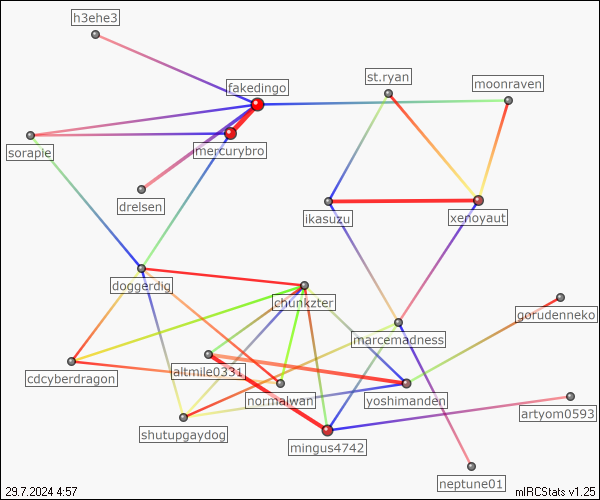 h3ehe3
st.ryan
moonraven
fakedingo
mercurybro
sorapie
drelsen
ikasuzu
xenoyaut
doggerdig
chunkzter
gorudenneko
marcemadness
altmile0331
cdcyberdragon
normalwan
yoshimanden
artyom0593
shutupgaydog
mingus4742
neptune01
29.7.2024 4:57
mIRCStats v1.25